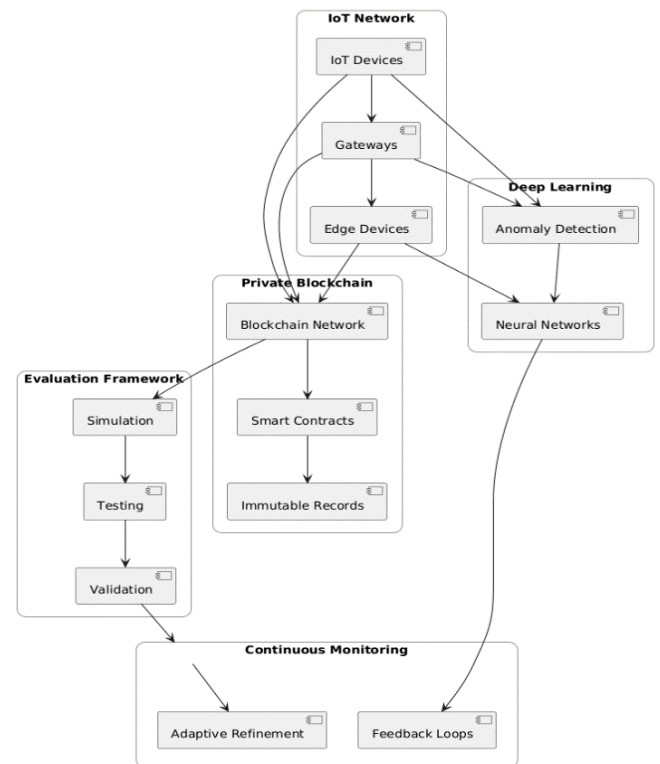 IoT Network
IoT Devices
Gateways
Deep Learning
Edge Devices
Anomaly Detection
Private Blockchain
Blockchain Network
Neural Networks
Evaluation Framework
Simulation
Smart Contracts
Testing
Immutable Records
Validation
Continuous Monitoring
Adaptive Refinement
Feedback Loops